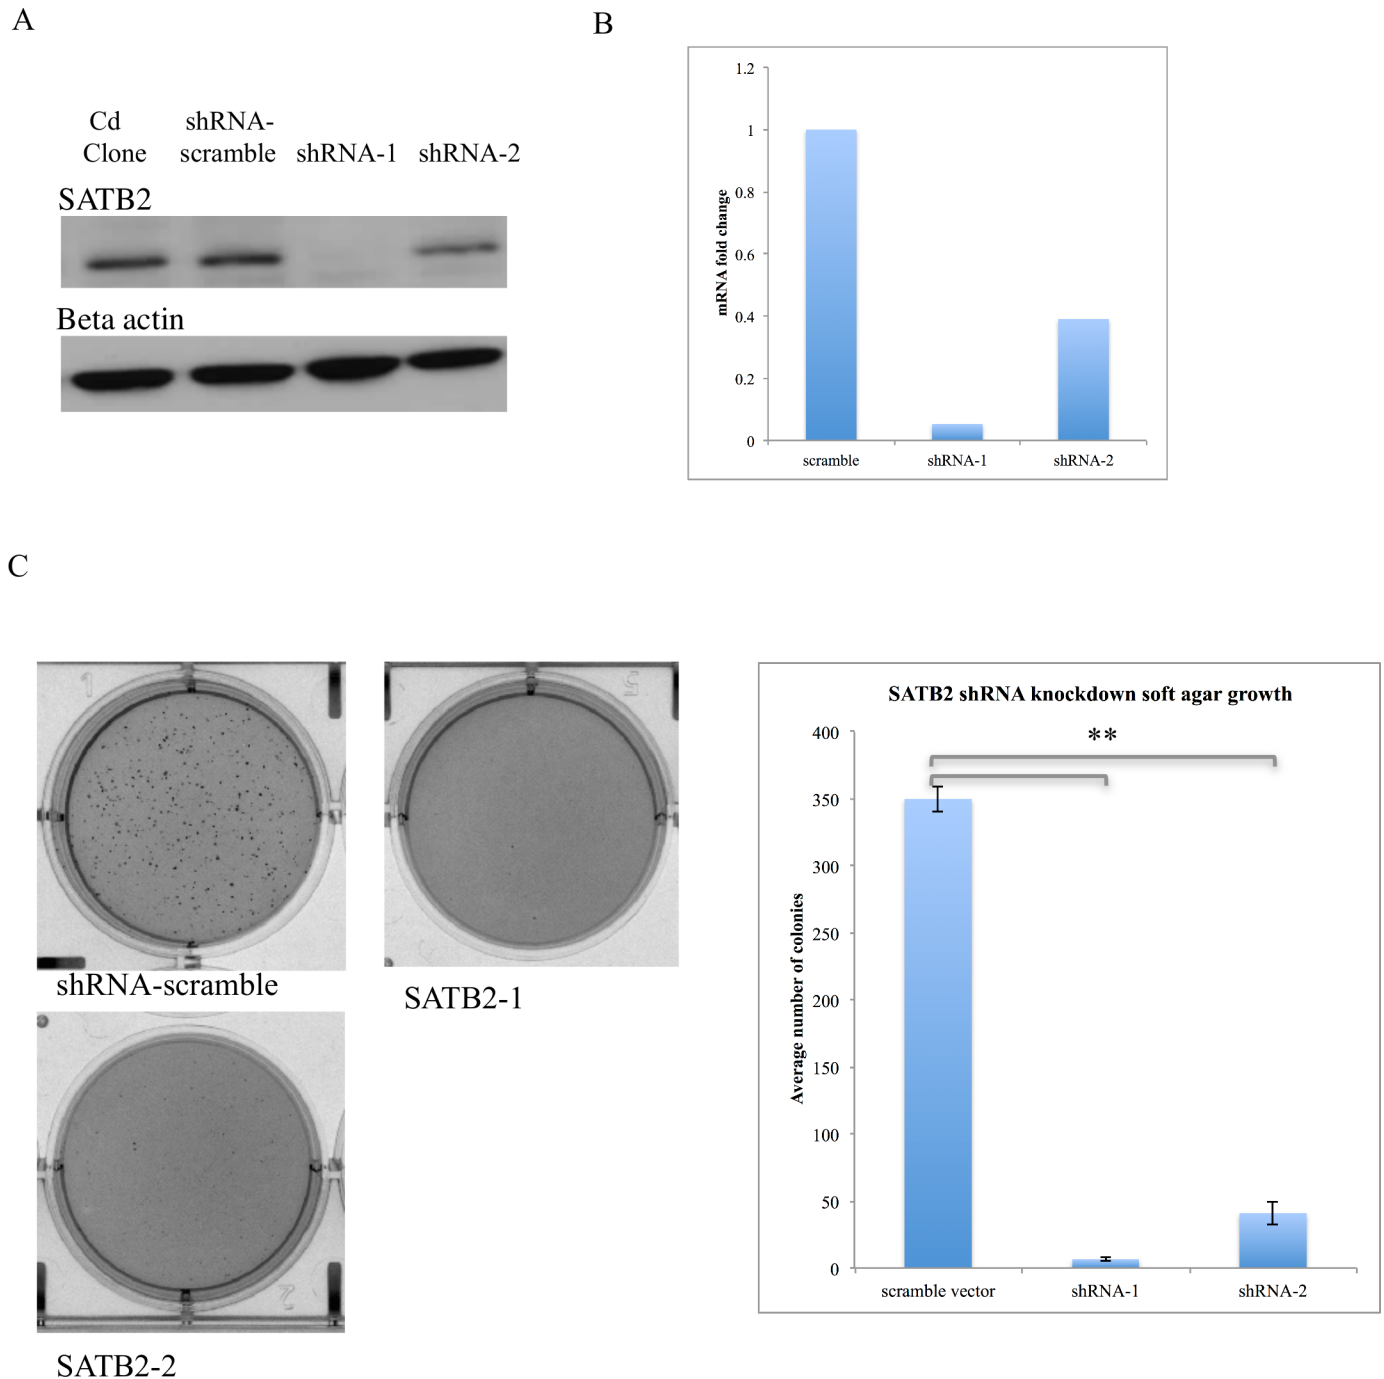 A
Cd
Clone
shRNA-
scramble
shRNA-1
shRNA-2
SATB2
Beta actin
B
1.2
1
0.8
0.6
0.4
0.2
0
mRNA fold change
scramble
shRNA-1
shRNA-2
C
1
5
shRNA-scramble
SATB2-1
2
SATB2-2
SATB2 shRNA knockdown soft agar growth
**
400
350
300
250
200
150
100
50
0
Average number of colonies
scramble vector
shRNA-1
shRNA-2